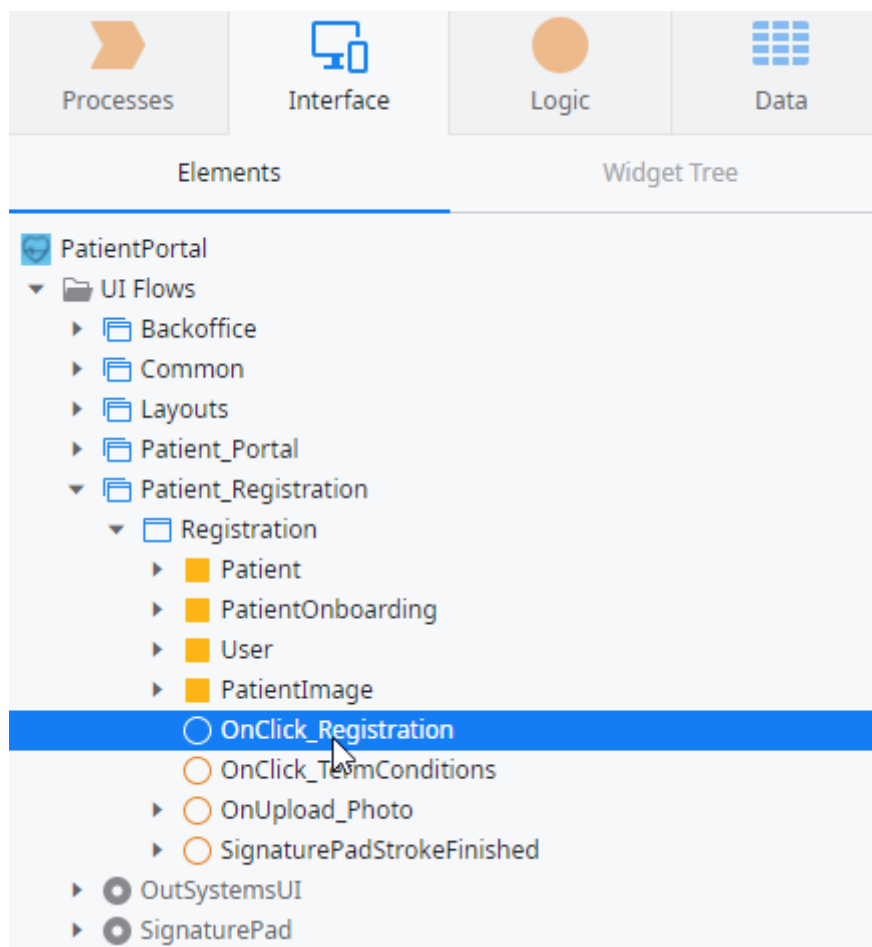 Processes Interface Logic Data
Elements Widget Tree
PatientPortal
UI Flows
Backoffice
Common
Layouts
Patient_Portal
Patient_Registration
Registration
Patient
PatientOnboarding
User
PatientImage
OnClick_Registration
OnClick_TermConditions
OnUpload_Photo
SignaturePadStrokeFinished
OutSystemsUI
SignaturePad